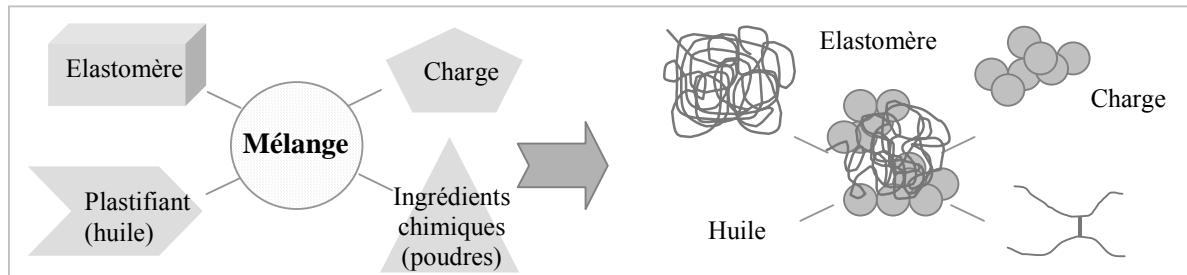 Elastomère
Charge
Mélange
Plastifiant
(huile)
Ingrédients
chimiques
(poudres)
Elastomère
Charge
Huile